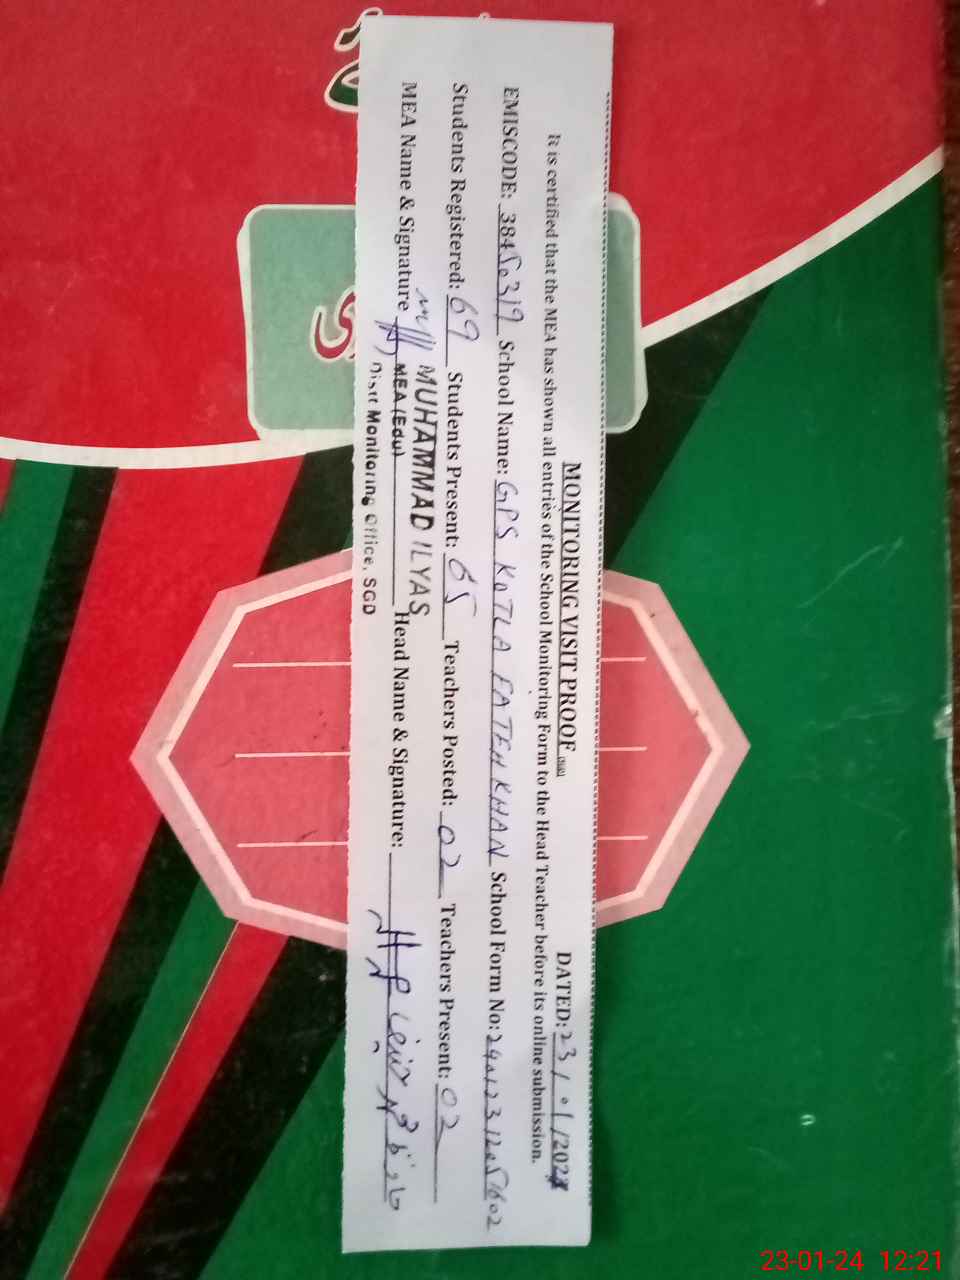 MONITORING VISIT PROOF
DATED: 23/01/2024
It is certified that the MEA has shown all entries of the School Monitoring Form to the Head Teacher before its online submission.
EMISCODE: 38450319 School Name: GPS KOTLA FATEH KHAN School Form No: 2401231205602
Students Registered: 69 Students Present: 65 Teachers Posted: 02 Teachers Present: 02
MEA Name & Signature Head Name & Signature:
MUHAMMAD ILYAS
MEA (Edu)
Distt Monitoring Office, SGD
23-01-24 12:21